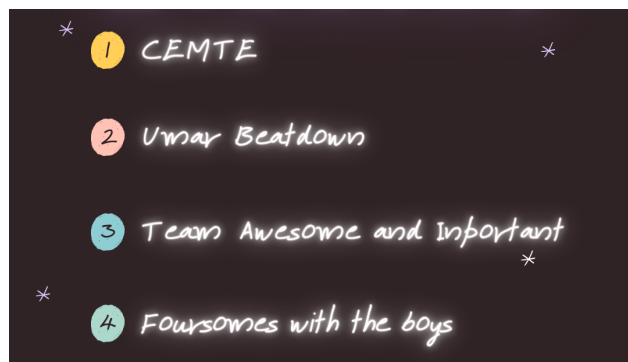 1 CEMTE
2 Umar Beatdown
3 Team Awesome and Inportant
4 Foursomes with the boys